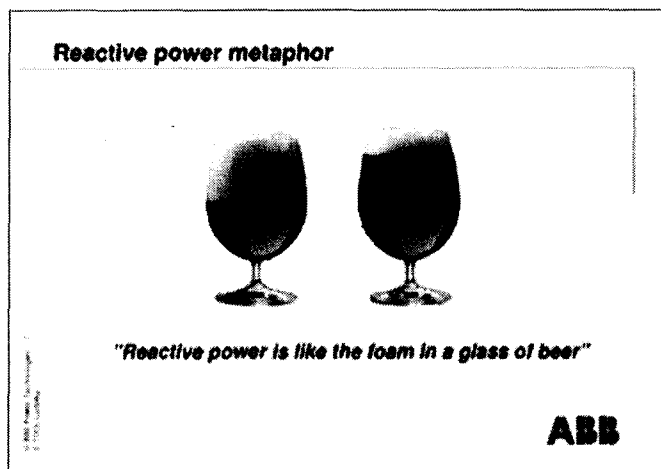 Reactive power metaphor
"Reactive power is like the foam in a glass of beer"
ABB